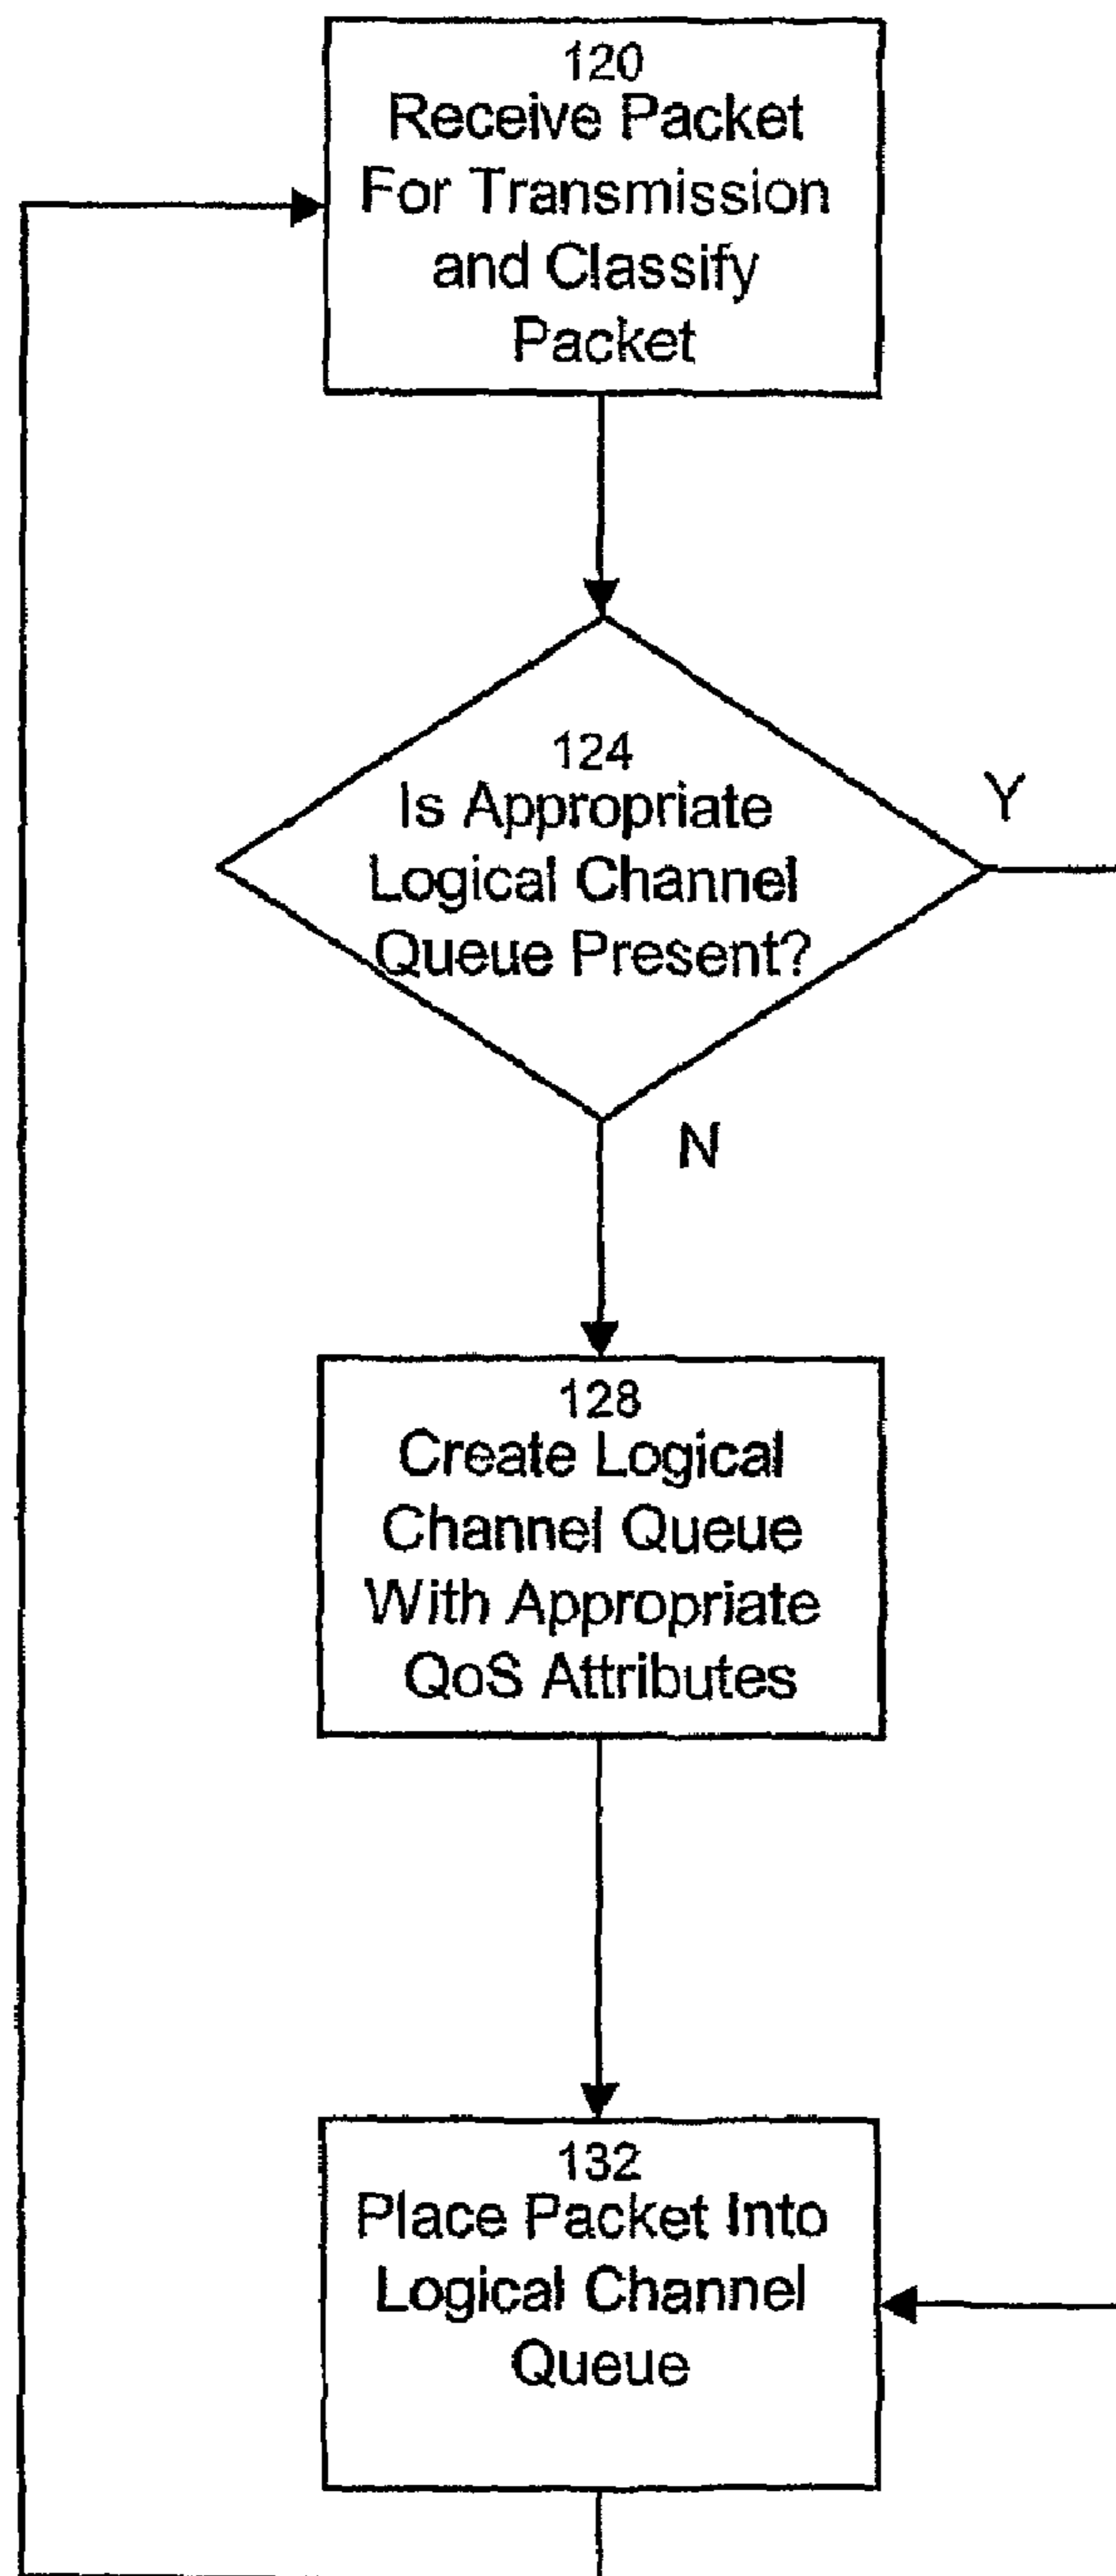 120
Receive Packet
For Transmission
and Classify
Packet
124
Is Appropriate
Logical Channel
Queue Present?
Y
N
128
Create Logical
Channel Queue
With Appropriate
QoS Attributes
132
Place Packet Into
Logical Channel
Queue